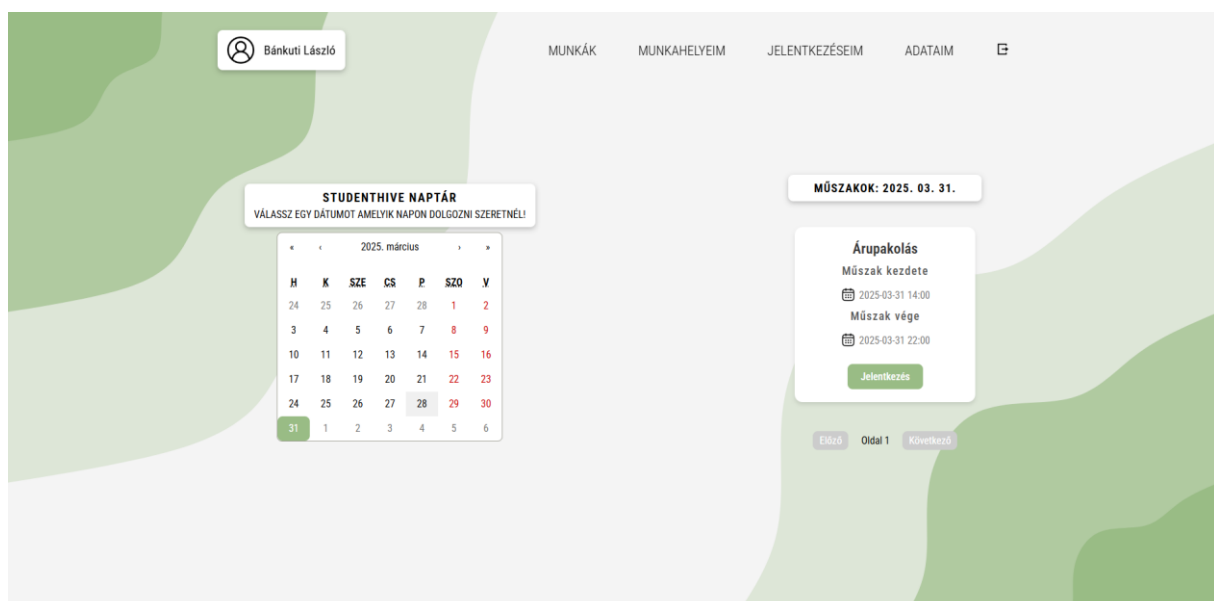 Bánkuti László
MUNKÁK MUNKAHELYEIM JELENTKEZÉSEIM ADATAIM
STUDENTHIVE NAPTÁR
VÁLASSZ EGY DÁTUMOT AMELYIK NAPON DOLGOZNI SZERETNÉL!
« ‹ 2025. március › »
H K SZE CS P SZO V
24 25 26 27 28 1 2
3 4 5 6 7 8 9
10 11 12 13 14 15 16
17 18 19 20 21 22 23
24 25 26 27 28 29 30
31 1 2 3 4 5 6
MŰSZAKOK: 2025. 03. 31.
Árupakolás
Műszak kezdete
2025-03-31 14:00
Műszak vége
2025-03-31 22:00
Jelentkezés
Előző Oldal 1 Következő